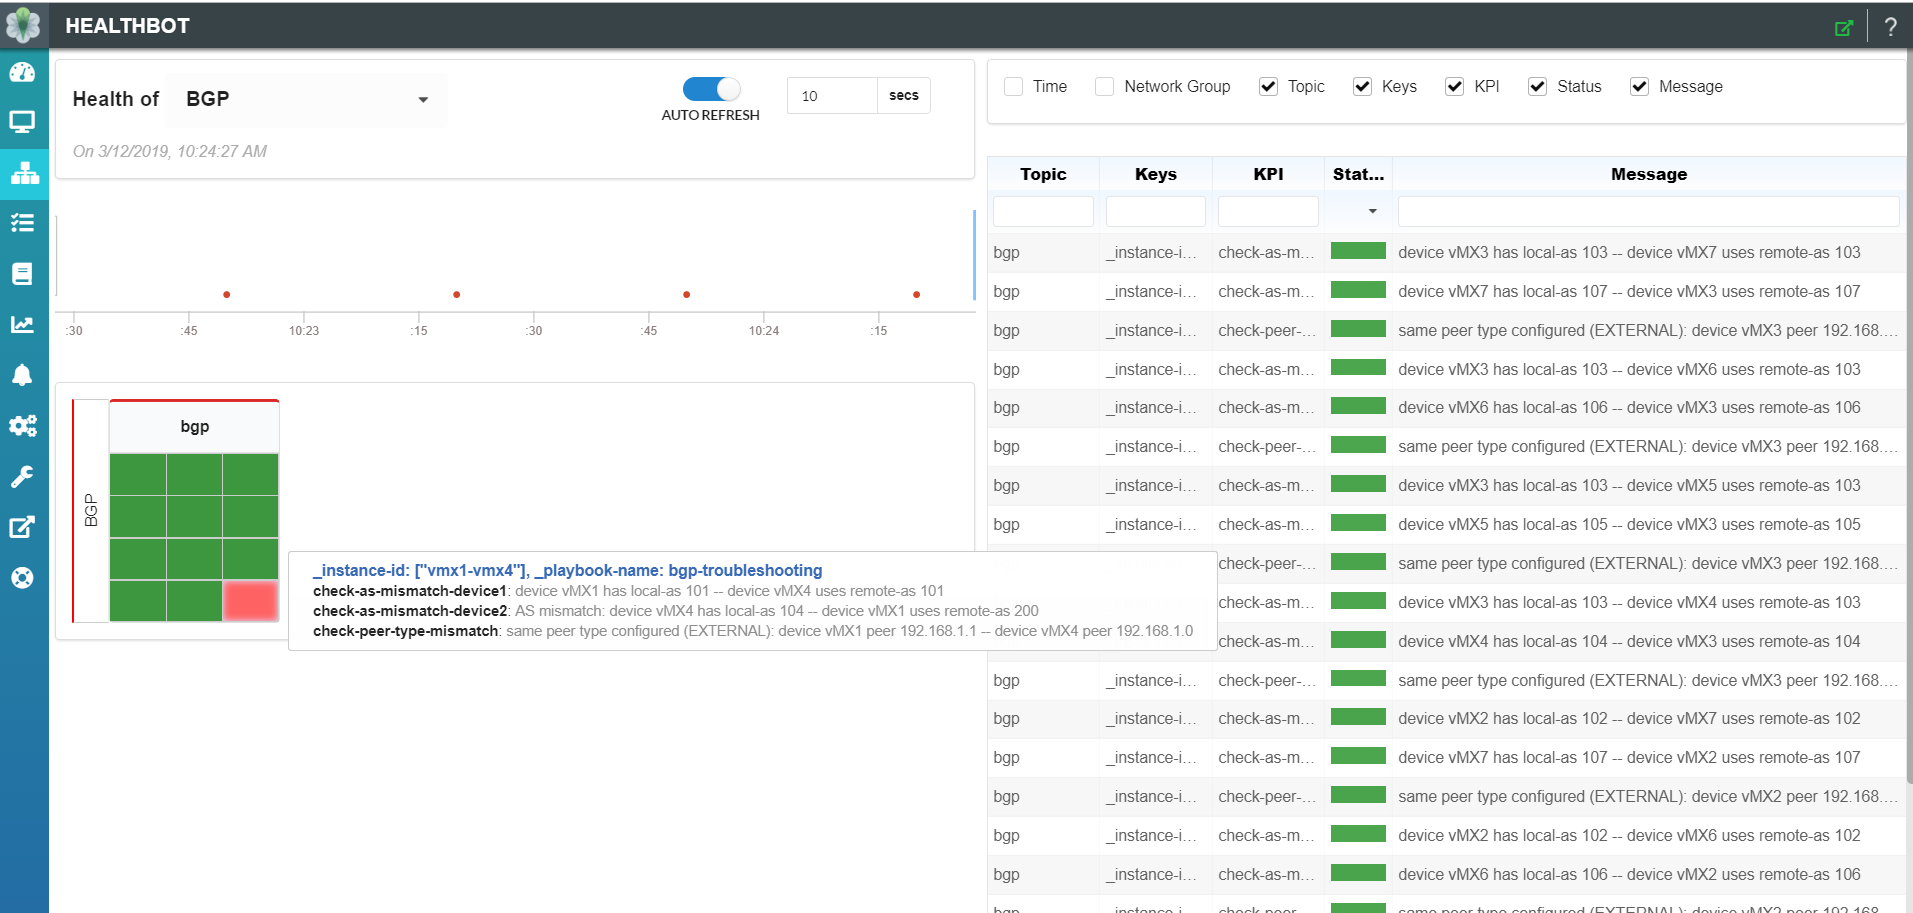 HEALTHBOT
?
Health of BGP
AUTO REFRESH
10 secs
On 3/12/2019, 10:24:27 AM
:30 :45 10:23 :15 :30 :45 10:24 :15
bgp
BGP
_instance-id: ["vmx1-vmx4"], _playbook-name: bgp-troubleshooting
check-as-mismatch-device1: device vMX1 has local-as 101 -- device vMX4 uses remote-as 101
check-as-mismatch-device2: AS mismatch: device vMX4 has local-as 104 -- device vMX1 uses remote-as 200
check-peer-type-mismatch: same peer type configured (EXTERNAL): device vMX1 peer 192.168.1.1 -- device vMX4 peer 192.168.1.0
Time Network Group Topic Keys KPI Status Message
Topic Keys KPI Stat... Message
bgp _instance-i... check-as-m... device vMX3 has local-as 103 -- device vMX7 uses remote-as 103
bgp _instance-i... check-as-m... device vMX7 has local-as 107 -- device vMX3 uses remote-as 107
bgp _instance-i... check-peer-... same peer type configured (EXTERNAL): device vMX3 peer 192.168....
bgp _instance-i... check-as-m... device vMX3 has local-as 103 -- device vMX6 uses remote-as 103
bgp _instance-i... check-as-m... device vMX6 has local-as 106 -- device vMX3 uses remote-as 106
bgp _instance-i... check-peer-... same peer type configured (EXTERNAL): device vMX3 peer 192.168....
bgp _instance-i... check-as-m... device vMX3 has local-as 103 -- device vMX5 uses remote-as 103
bgp _instance-i... check-as-m... device vMX5 has local-as 105 -- device vMX3 uses remote-as 105
check-peer-... same peer type configured (EXTERNAL): device vMX3 peer 192.168....
check-as-m... device vMX3 has local-as 103 -- device vMX4 uses remote-as 103
check-as-m... device vMX4 has local-as 104 -- device vMX3 uses remote-as 104
bgp _instance-i... check-peer-... same peer type configured (EXTERNAL): device vMX3 peer 192.168....
bgp _instance-i... check-as-m... device vMX2 has local-as 102 -- device vMX7 uses remote-as 102
bgp _instance-i... check-as-m... device vMX7 has local-as 107 -- device vMX2 uses remote-as 107
bgp _instance-i... check-peer-... same peer type configured (EXTERNAL): device vMX2 peer 192.168....
bgp _instance-i... check-as-m... device vMX2 has local-as 102 -- device vMX6 uses remote-as 102
bgp _instance-i... check-as-m... device vMX6 has local-as 106 -- device vMX2 uses remote-as 106